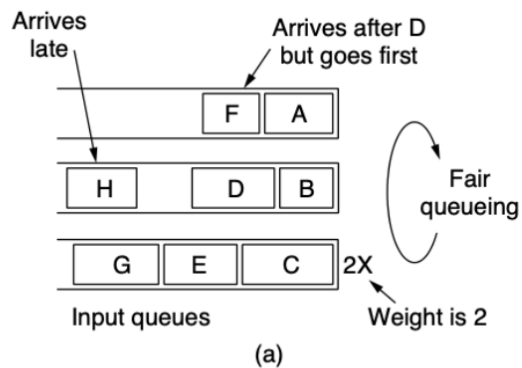 Arrives
late
Arrives after D
but goes first
F A
H D B
Fair
queueing
G E C 2X
Input queues
Weight is 2
(a)